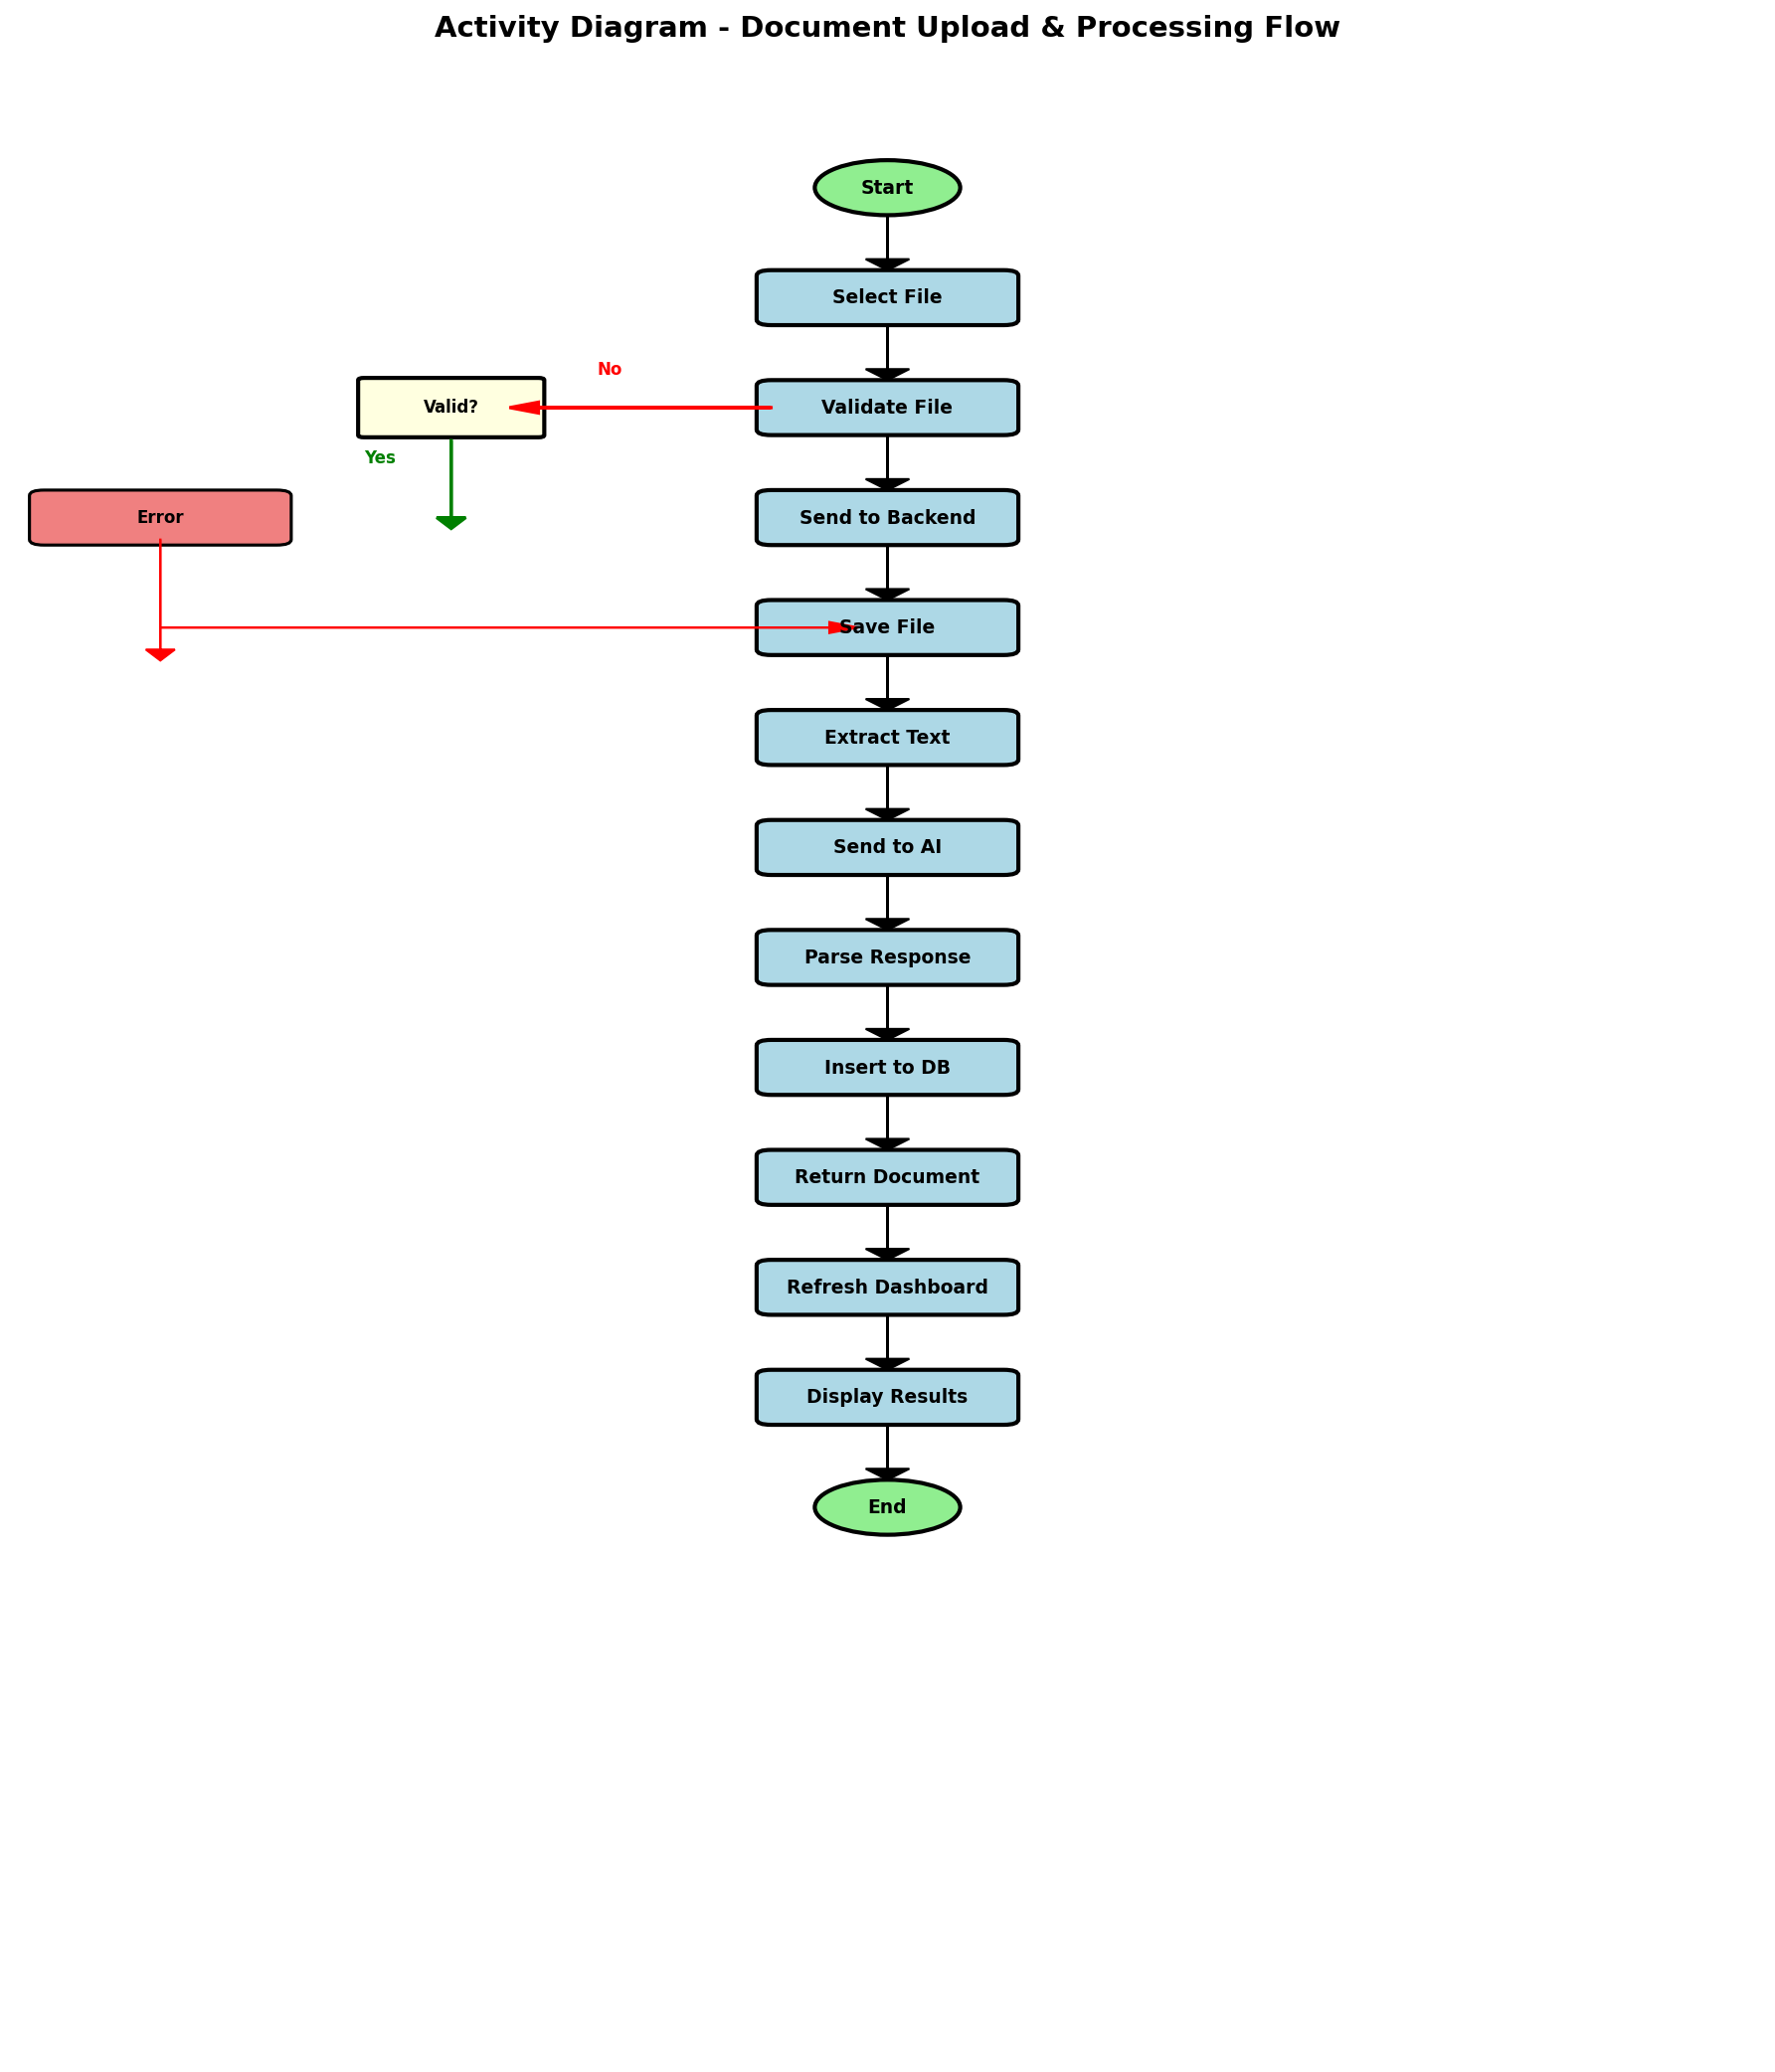 Activity Diagram - Document Upload & Processing Flow
Start
Select File
No
Valid?
Validate File
Yes
Error
Send to Backend
Save File
Extract Text
Send to AI
Parse Response
Insert to DB
Return Document
Refresh Dashboard
Display Results
End